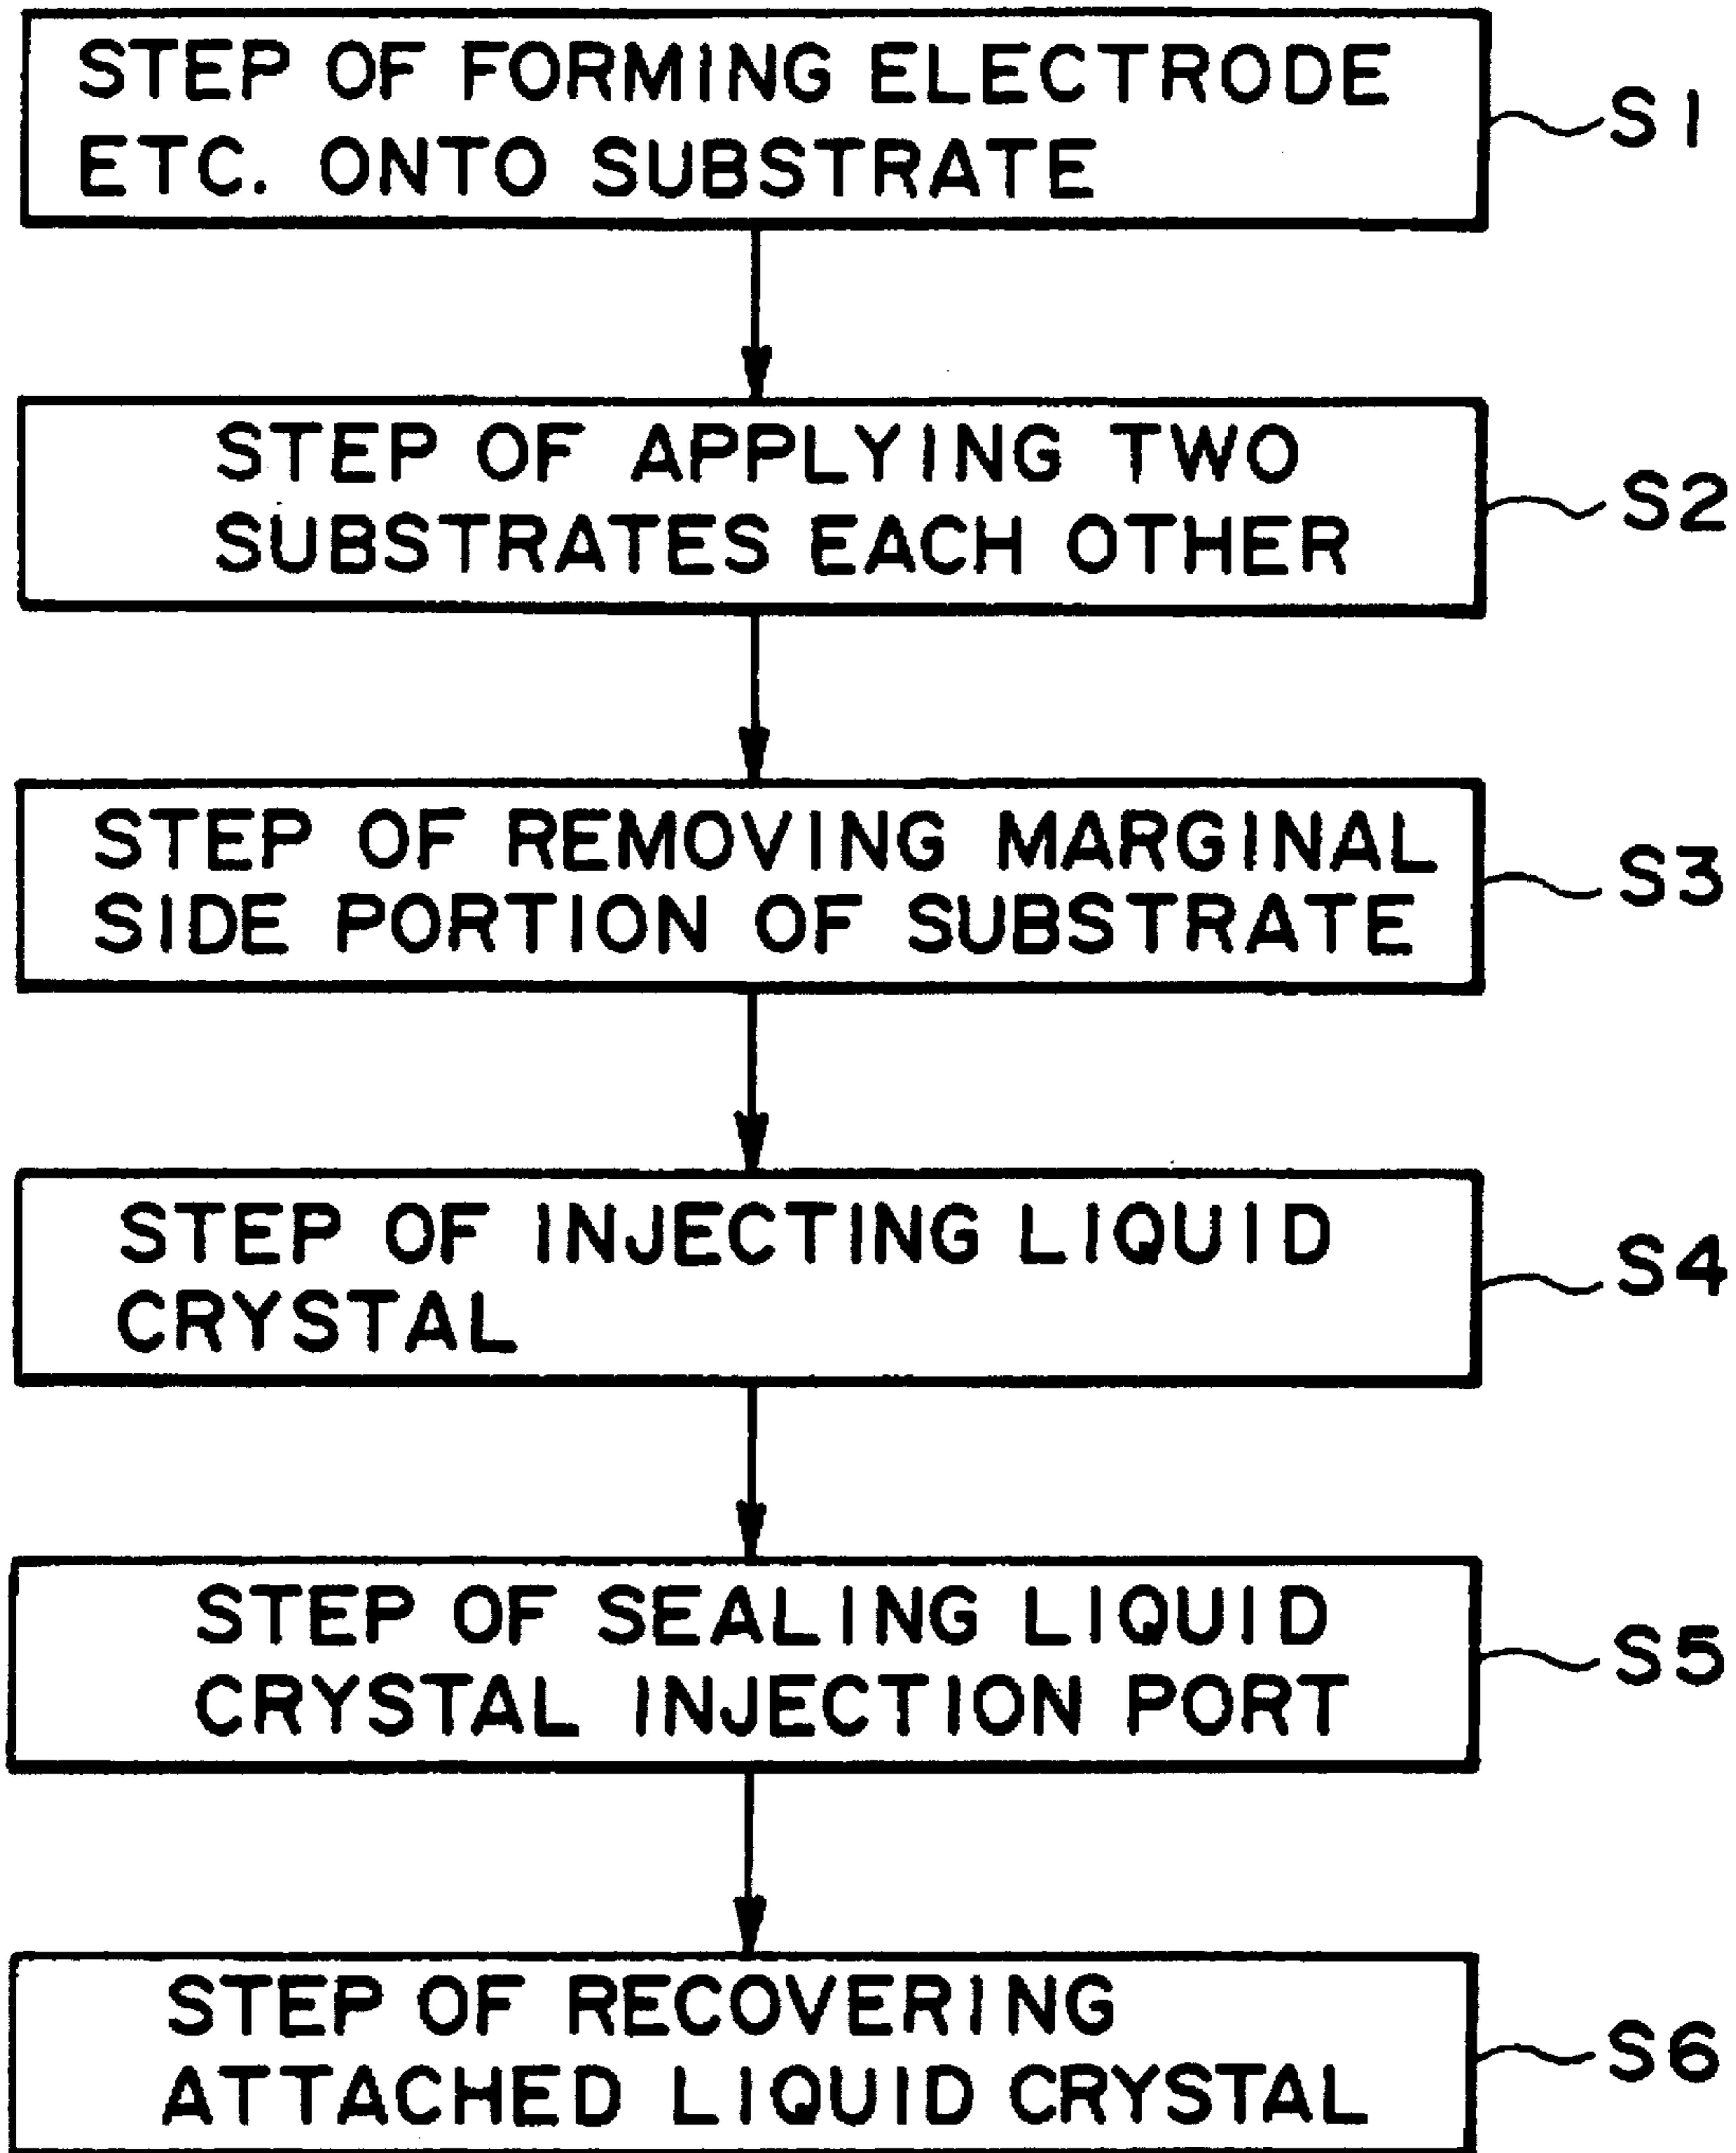 STEP OF FORMING ELECTRODE
ETC. ONTO SUBSTRATE
S1
STEP OF APPLYING TWO
SUBSTRATES EACH OTHER
S2
STEP OF REMOVING MARGINAL
SIDE PORTION OF SUBSTRATE
S3
STEP OF INJECTING LIQUID
CRYSTAL
S4
STEP OF SEALING LIQUID
CRYSTAL INJECTION PORT
S5
STEP OF RECOVERING
ATTACHED LIQUID CRYSTAL
S6